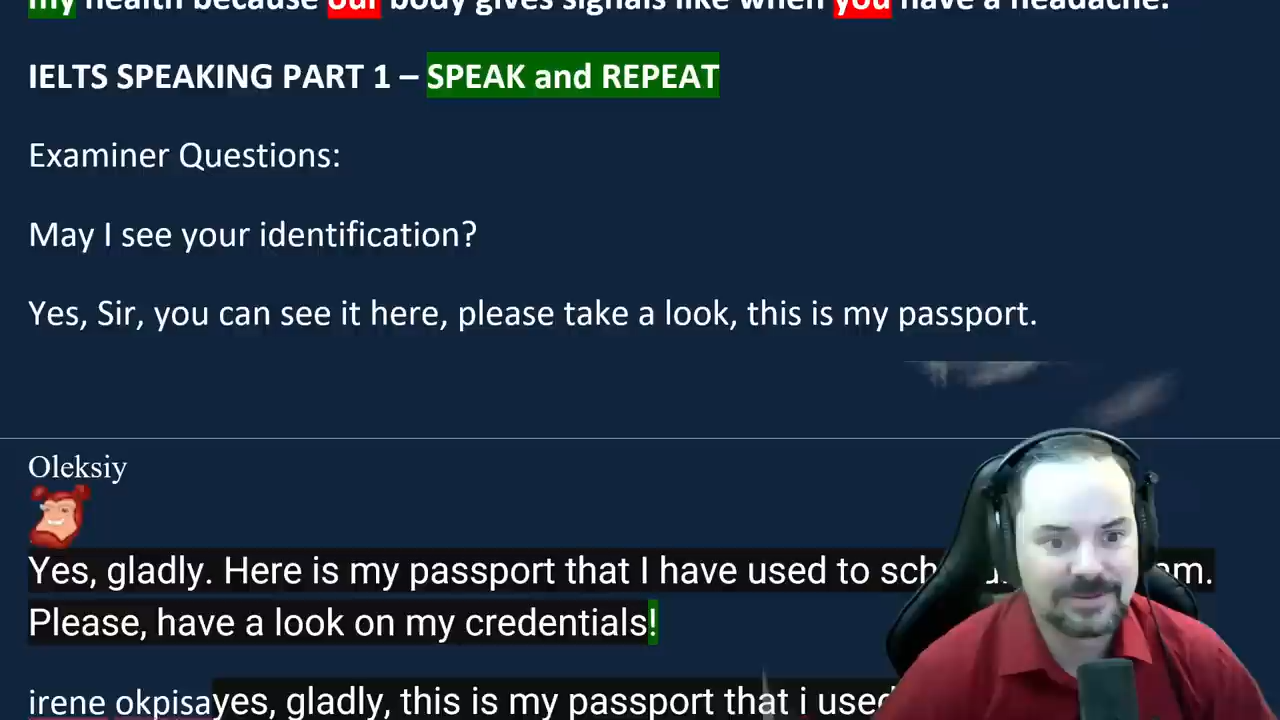 my health because our body gives signals like when you have a headache.
IELTS SPEAKING PART 1 – SPEAK and REPEAT
Examiner Questions:
May I see your identification?
Yes, Sir, you can see it here, please take a look, this is my passport.
Oleksiy
Yes, gladly. Here is my passport that I have used to
Please, have a look on my credentials!
irene okpisayes, gladly, this is my passport that i used